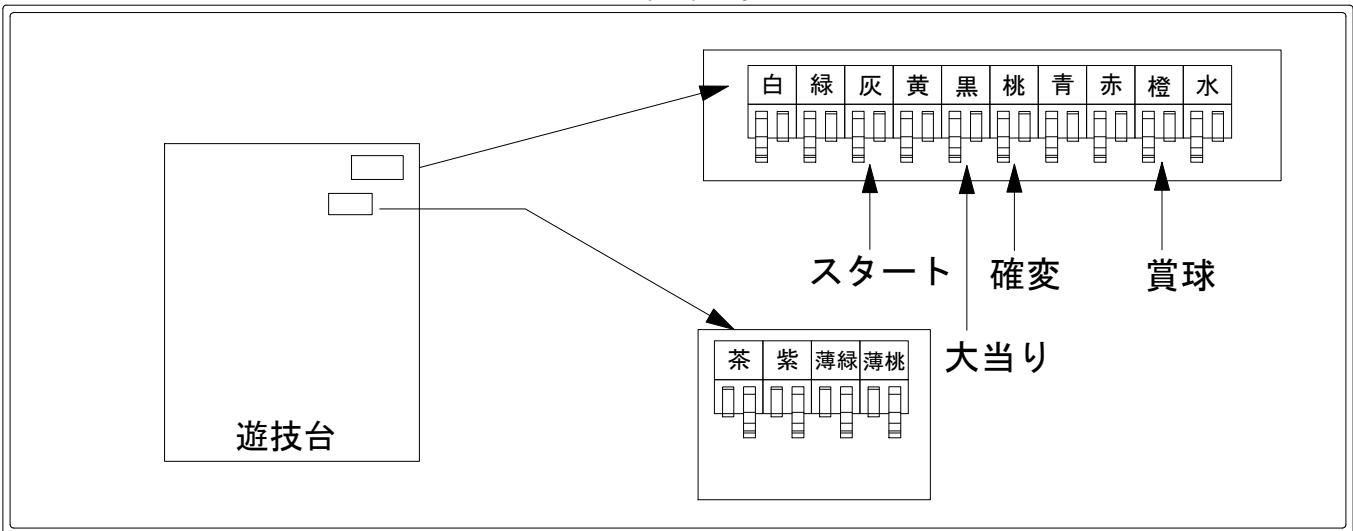 白 緑 灰 黄 黒 桃 青 赤 橙 水
スタート 確変 賞球
大当り
茶 紫 薄緑 薄桃
遊技台